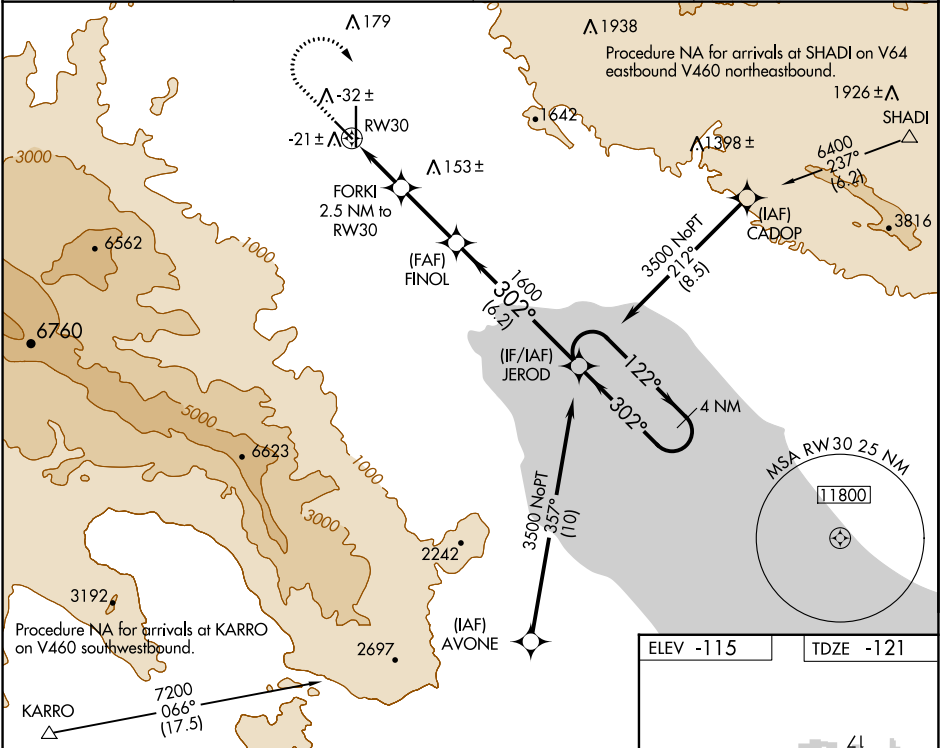 179
1938
Procedure NA for arrivals at SHADI on V64
eastbound V460 northeastbound.
1926 ±
-32 ±
RW30
-21 ±
1642
SHADI
1398 ±
6400
237°
(6.2)
3000
153 ±
FORKI
2.5 NM to
RW30
(IAF)
CADOP
3816
1000
6562
(FAF)
FINOL
3500 NoPT
212°
(8.5)
1600
302°
(6.2)
6760
(IF/IAF)
JEROD
122°
302°
4 NM
5000
6623
1000
MSA RW30 25 NM
11800
3000
3500 NoPT
357°
(10)
2242
3192
Procedure NA for arrivals at KARRO
on V460 southwestbound.
(IAF)
AVONE
2697
ELEV -115
TDZE -121
7200
066°
(17.5)
KARRO